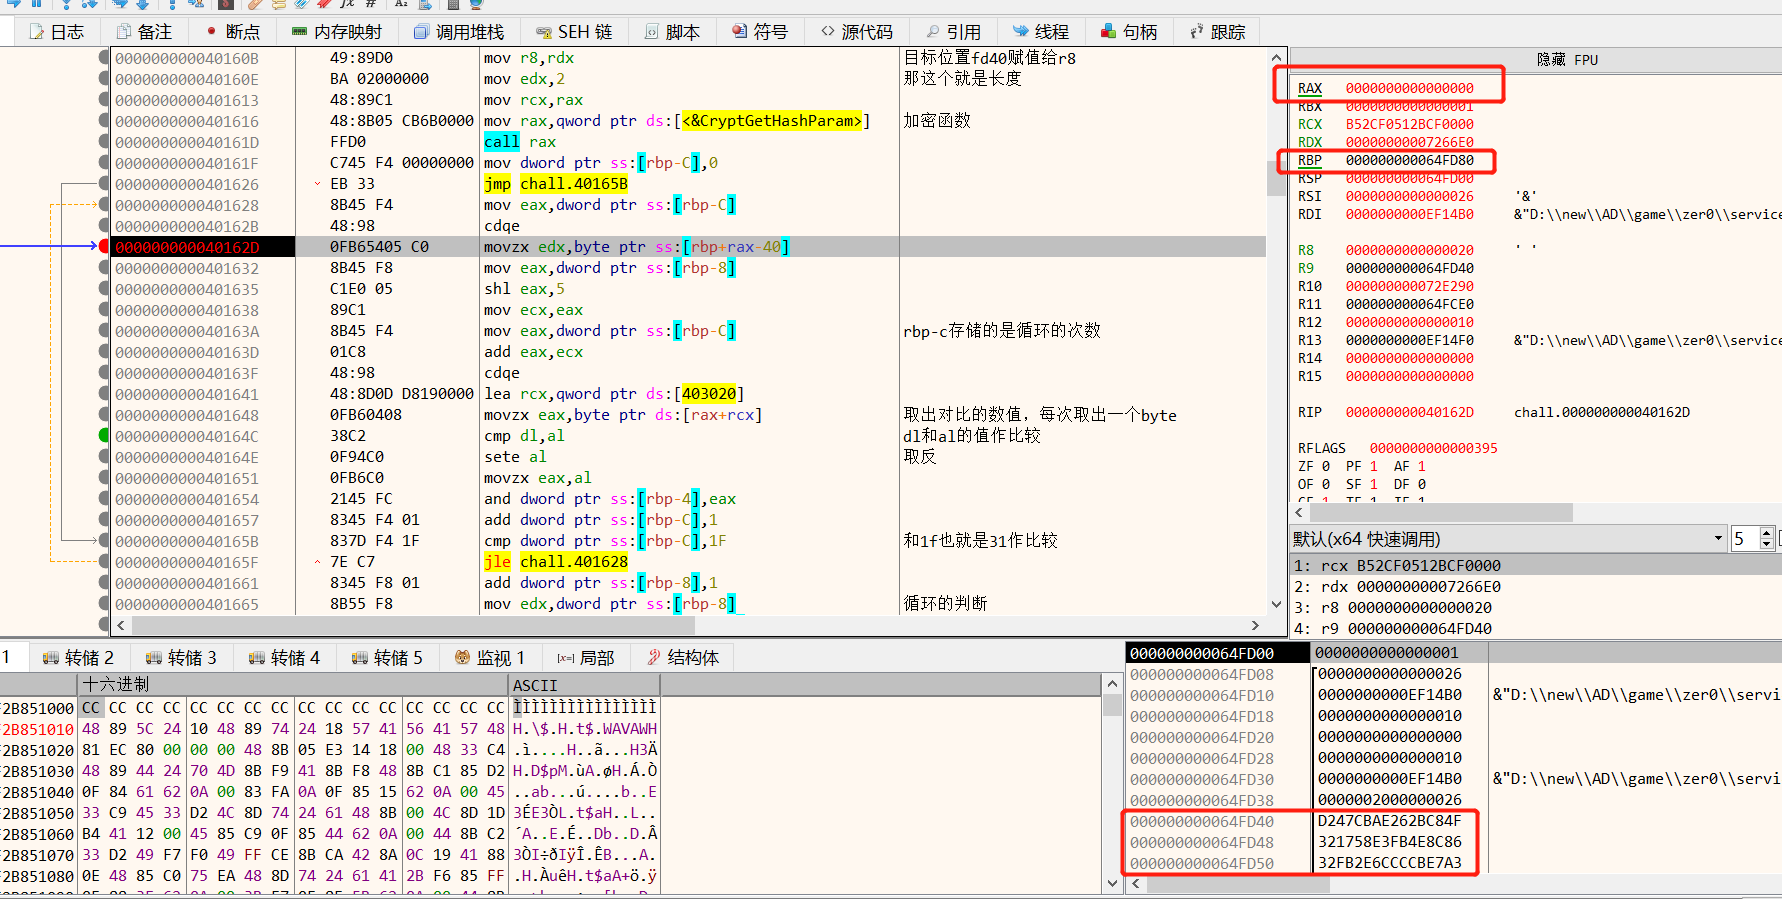 日志 备注 断点 内存映射 调用堆栈 SEH 链 脚本 符号 源代码 引用 线程 句柄 跟踪
000000000040160B 49:89D0 mov r8,rdx 目标位置fd40赋值给r8
000000000040160E BA 02000000 mov edx,2 那这个就是长度
0000000000401613 48:89C1 mov rcx,rax
0000000000401616 48:8B05 CB6B0000 mov rax,qword ptr ds:[<&CryptGetHashParam>] 加密函数
000000000040161D FFD0 call rax
000000000040161F C745 F4 00000000 mov dword ptr ss:[rbp-C],0
0000000000401626 EB 33 jmp chall.40165B
0000000000401628 8B45 F4 mov eax,dword ptr ss:[rbp-C]
000000000040162B 48:98 cdqe
000000000040162D 0FB65405 C0 movzx edx,byte ptr ss:[rbp+rax-40]
0000000000401632 8B45 F8 mov eax,dword ptr ss:[rbp-8]
0000000000401635 C1E0 05 shl eax,5
0000000000401638 89C1 mov ecx,eax
000000000040163A 8B45 F4 mov eax,dword ptr ss:[rbp-C] rbp-c存储的是循环的次数
000000000040163D 01C8 add eax,ecx
000000000040163F 48:98 cdqe
0000000000401641 48:8D0D D8190000 lea rcx,qword ptr ds:[403020]
0000000000401648 0FB60408 movzx eax,byte ptr ds:[rax+rcx] 取出对比的数值，每次取出一个byte
000000000040164C 38C2 cmp dl,al dl和al的值作比较
000000000040164E 0F94C0 sete al 取反
0000000000401651 0FB6C0 movzx eax,al
0000000000401654 2145 FC and dword ptr ss:[rbp-4],eax
0000000000401657 8345 F4 01 add dword ptr ss:[rbp-C],1
000000000040165B 837D F4 1F cmp dword ptr ss:[rbp-C],1F 和1f也就是31作比较
000000000040165F 7E C7 jle chall.401628
0000000000401661 8345 F8 01 add dword ptr ss:[rbp-8],1
0000000000401665 8B55 F8 mov edx,dword ptr ss:[rbp-8] 循环的判断
隐藏 FPU
RAX 0000000000000000
RBX 0000000000000001
RCX B52CF0512BCF0000
RDX 00000000007266E0
RBP 000000000064FD80
RSP 000000000064FD00
RSI 0000000000000026 '&'
RDI 0000000000EF14B0 &"D:\\new\\AD\\game\\zer0\\service
R8 0000000000000020 ' '
R9 000000000064FD40
R10 000000000072E290
R11 000000000064FCE0
R12 0000000000000010
R13 0000000000EF14F0 &"D:\\new\\AD\\game\\zer0\\service
R14 0000000000000000
R15 0000000000000000
RIP 000000000040162D chall.000000000040162D
RFLAGS 0000000000000395
ZF 0 PF 1 AF 1
OF 0 SF 1 DF 0
CF 1 TF 1 IF 1
默认(x64 快速调用) 5
1: rcx B52CF0512BCF0000
2: rdx 00000000007266E0
3: r8 0000000000000020
4: r9 000000000064FD40
1 转储 2 转储 3 转储 4 转储 5 监视 1 [x=] 局部 结构体
十六进制 ASCII
F2B851000 CC CC CC CC CC CC CC CC CC CC CC CC CC CC CC CC ÌÌÌÌÌÌÌÌÌÌÌÌÌÌÌÌ
F2B851010 48 89 5C 24 10 48 89 74 24 18 57 41 56 41 57 48 H.\$.H.t$.WAVAWH
F2B851020 81 EC 80 00 00 00 48 8B 05 E3 14 18 00 48 33 C4 .ì....H..ã...H3Ä
F2B851030 48 89 44 24 70 4D 8B F9 41 8B F8 48 8B C1 85 D2 H.D$pM.ùA.øH.Á.Ò
F2B851040 0F 84 61 62 0A 00 83 FA 0A 0F 85 15 62 0A 00 45 ..ab...ú....b..E
F2B851050 33 C9 45 33 D2 4C 8D 74 24 61 48 8B 00 4C 8D 1D 3ÉE3ÒL.t$aH..L..
F2B851060 B4 41 12 00 45 85 C9 0F 85 44 62 0A 00 44 8B C2 ´A..E.É..Db..D.Â
F2B851070 33 D2 49 F7 F0 49 FF CE 8B CA 42 8A 0C 19 41 88 3ÒI÷ðIÿÎ.ÊB...A.
F2B851080 0E 48 85 C0 75 EA 48 8D 74 24 61 41 2B F6 85 FF .H.ÀuêH.t$aA+ö.ÿ
000000000064FD00 0000000000000001
000000000064FD08 0000000000000026
000000000064FD10 0000000000EF14B0 &"D:\\new\\AD\\game\\zer0\\servi
000000000064FD18 0000000000000010
000000000064FD20 0000000000000000
000000000064FD28 0000000000000010
000000000064FD30 0000000000EF14B0 &"D:\\new\\AD\\game\\zer0\\servi
000000000064FD38 0000002000000026
000000000064FD40 D247CBAE262BC84F
000000000064FD48 321758E3FB4E8C86
000000000064FD50 32FB2E6CCCCBE7A3